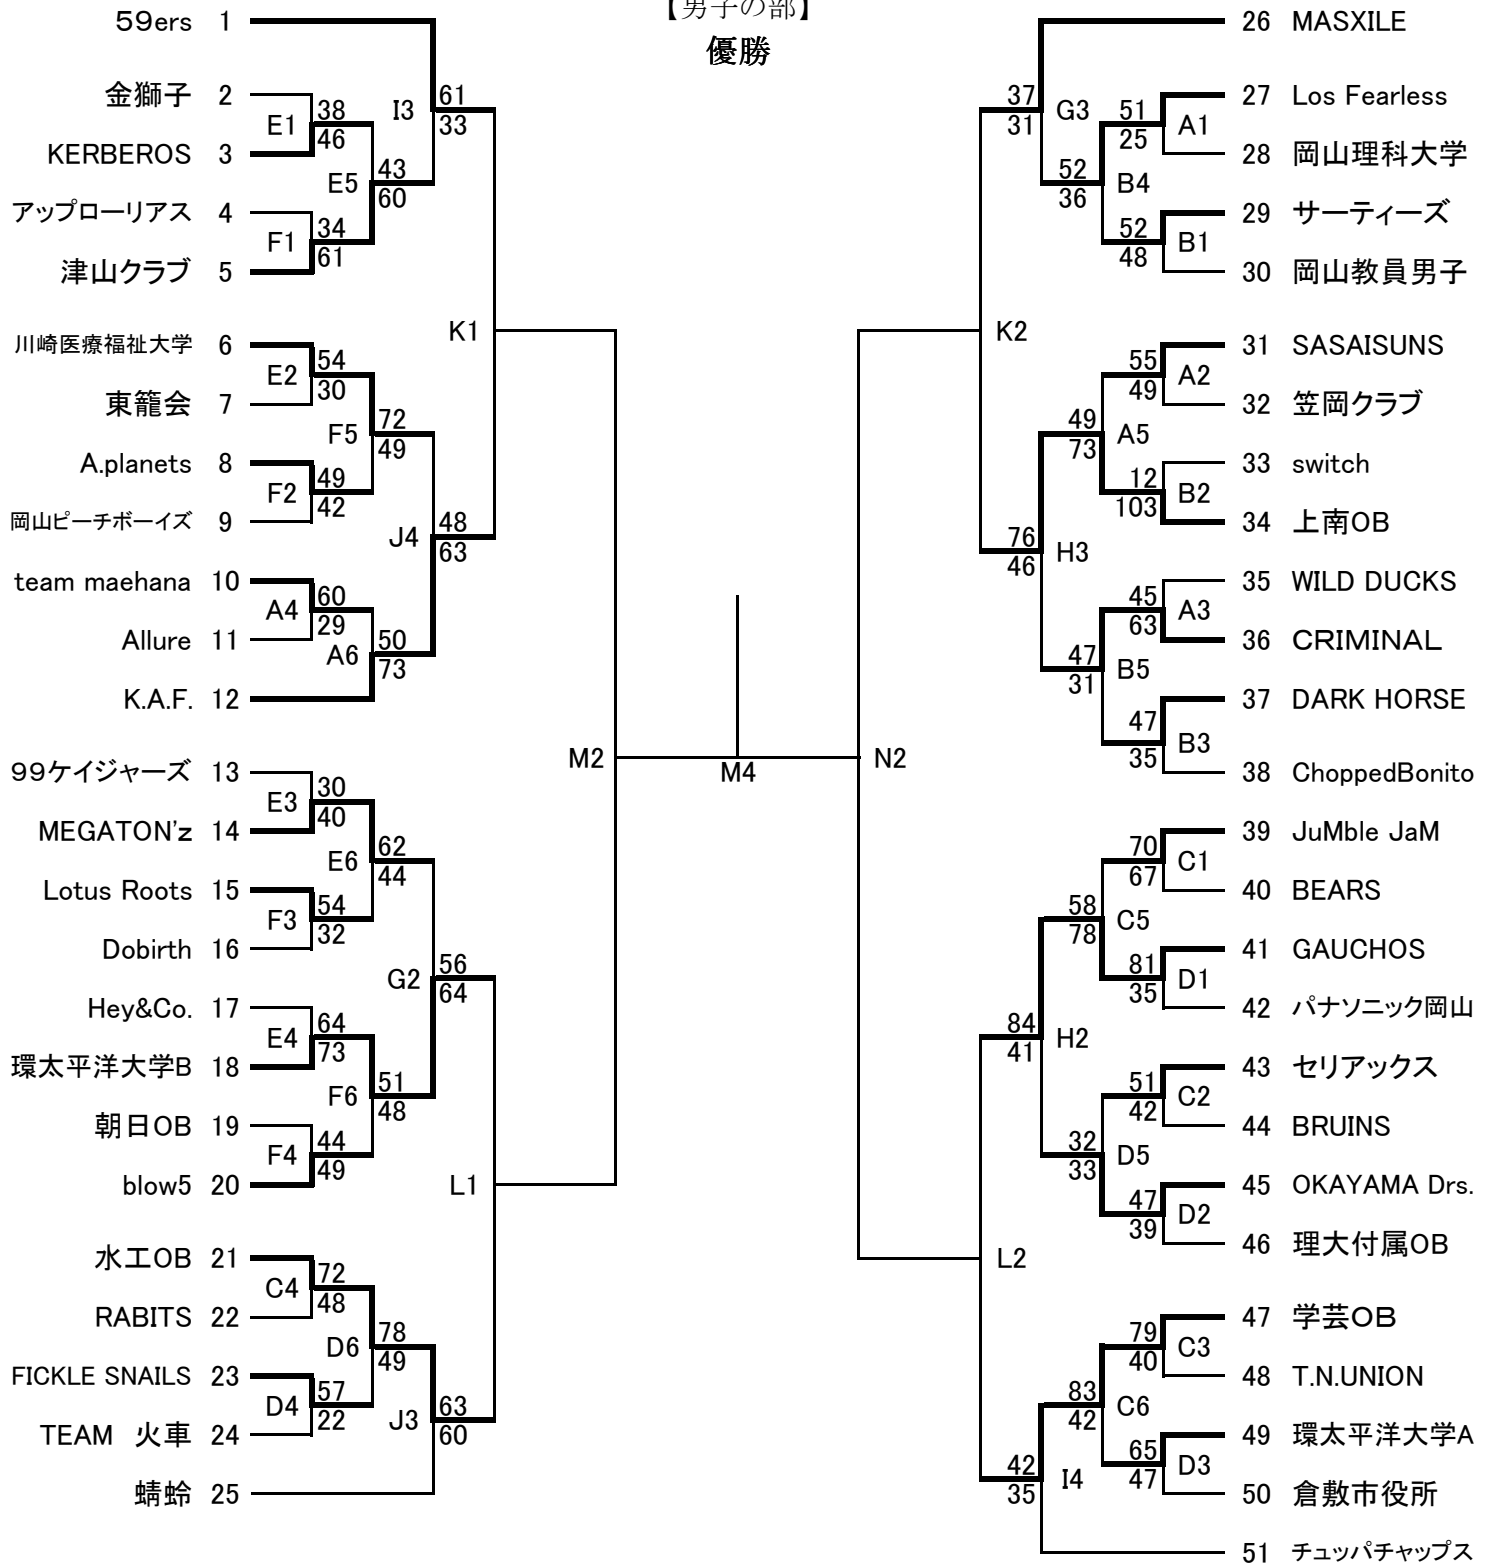 【男子の部】
優勝
59ers 1
61
I3
33
金獅子 2
38
E1
46
KERBEROS 3
43
E5
60
アップローリアス 4
34
F1
61
津山クラブ 5
K1
川崎医療福祉大学 6
54
E2
30
東籠会 7
72
F5
49
A.planets 8
49
F2
42
岡山ピーチボーイズ 9
48
J4
63
team maehana 10
60
A4
29
Allure 11
50
A6
73
K.A.F. 12
M2
99ケイジャーズ 13
30
E3
40
MEGATON'z 14
62
E6
44
Lotus Roots 15
54
F3
32
Dobirth 16
56
G2
64
Hey&Co. 17
64
E4
73
環太平洋大学B 18
51
F6
48
朝日OB 19
44
F4
49
blow5 20
L1
水工OB 21
72
C4
48
RABITS 22
78
D6
49
FICKLE SNAILS 23
57
D4
22
TEAM 火車 24
63
J3
60
蜻蛉 25
M4
26 MASXILE
37
G3
31
27 Los Fearless
51
A1
25
28 岡山理科大学
52
B4
36
29 サーティーズ
52
B1
48
30 岡山教員男子
K2
31 SASAISUNS
55
A2
49
32 笠岡クラブ
49
A5
73
33 switch
12
B2
103
34 上南OB
76
H3
46
35 WILD DUCKS
45
A3
63
36 CRIMINAL
47
B5
31
37 DARK HORSE
47
B3
35
38 ChoppedBonito
N2
39 JuMble JaM
70
C1
67
40 BEARS
58
C5
78
41 GAUCHOS
81
D1
35
42 パナソニック岡山
84
H2
41
43 セリアックス
51
C2
42
44 BRUINS
32
D5
33
45 OKAYAMA Drs.
47
D2
39
46 理大付属OB
L2
47 学芸OB
79
C3
40
48 T.N.UNION
83
C6
42
49 環太平洋大学A
65
D3
47
50 倉敷市役所
42
I4
35
51 チュッパチャップス